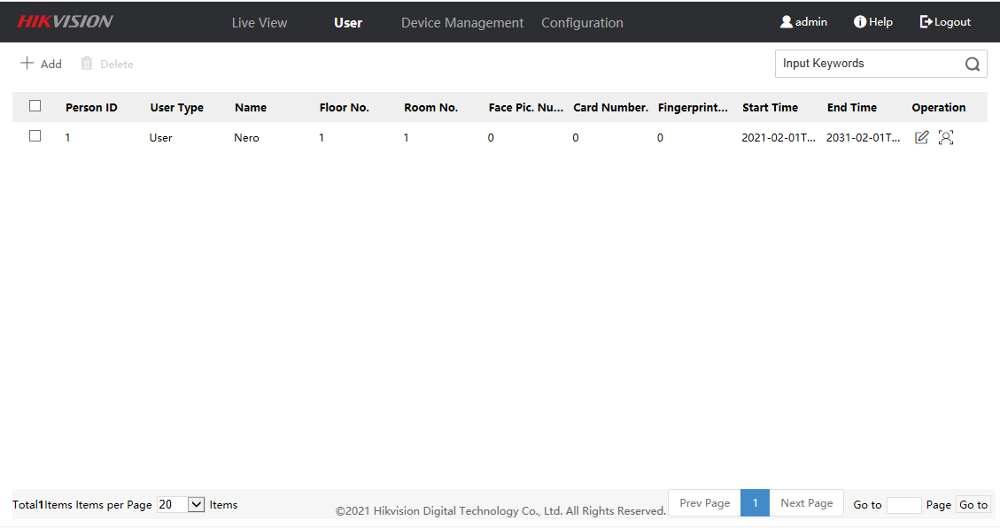 HIKVISION Live View User Device Management Configuration admin Help Logout
Add Delete Input Keywords
Person ID User Type Name Floor No. Room No. Face Pic. Nu... Card Number. Fingerprint... Start Time End Time Operation
1 User Nero 1 1 0 0 0 2021-02-01T... 2031-02-01T...
Total1Items Items per Page 20 Items ©2021 Hikvision Digital Technology Co., Ltd. All Rights Reserved. Prev Page 1 Next Page Go to Page Go to